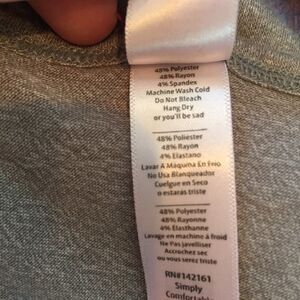 48% Polyester
48% Rayon
4% Spandex
Machine Wash Cold
Do Not Bleach
Hang Dry
or you'll be sad
48% Poliester
48% Rayon
4% Elastano
Lavar A Maquina En Frio
No Usa Blanqueador
Cuelgue en Seco
o estarás triste
48% Polyester
48% Rayonne
4% Elasthanne
Lavage en machine à froid
Ne Pas javelliser
Accrochez sec
ou vous serez triste
RN#142161
Simply
Comfortable